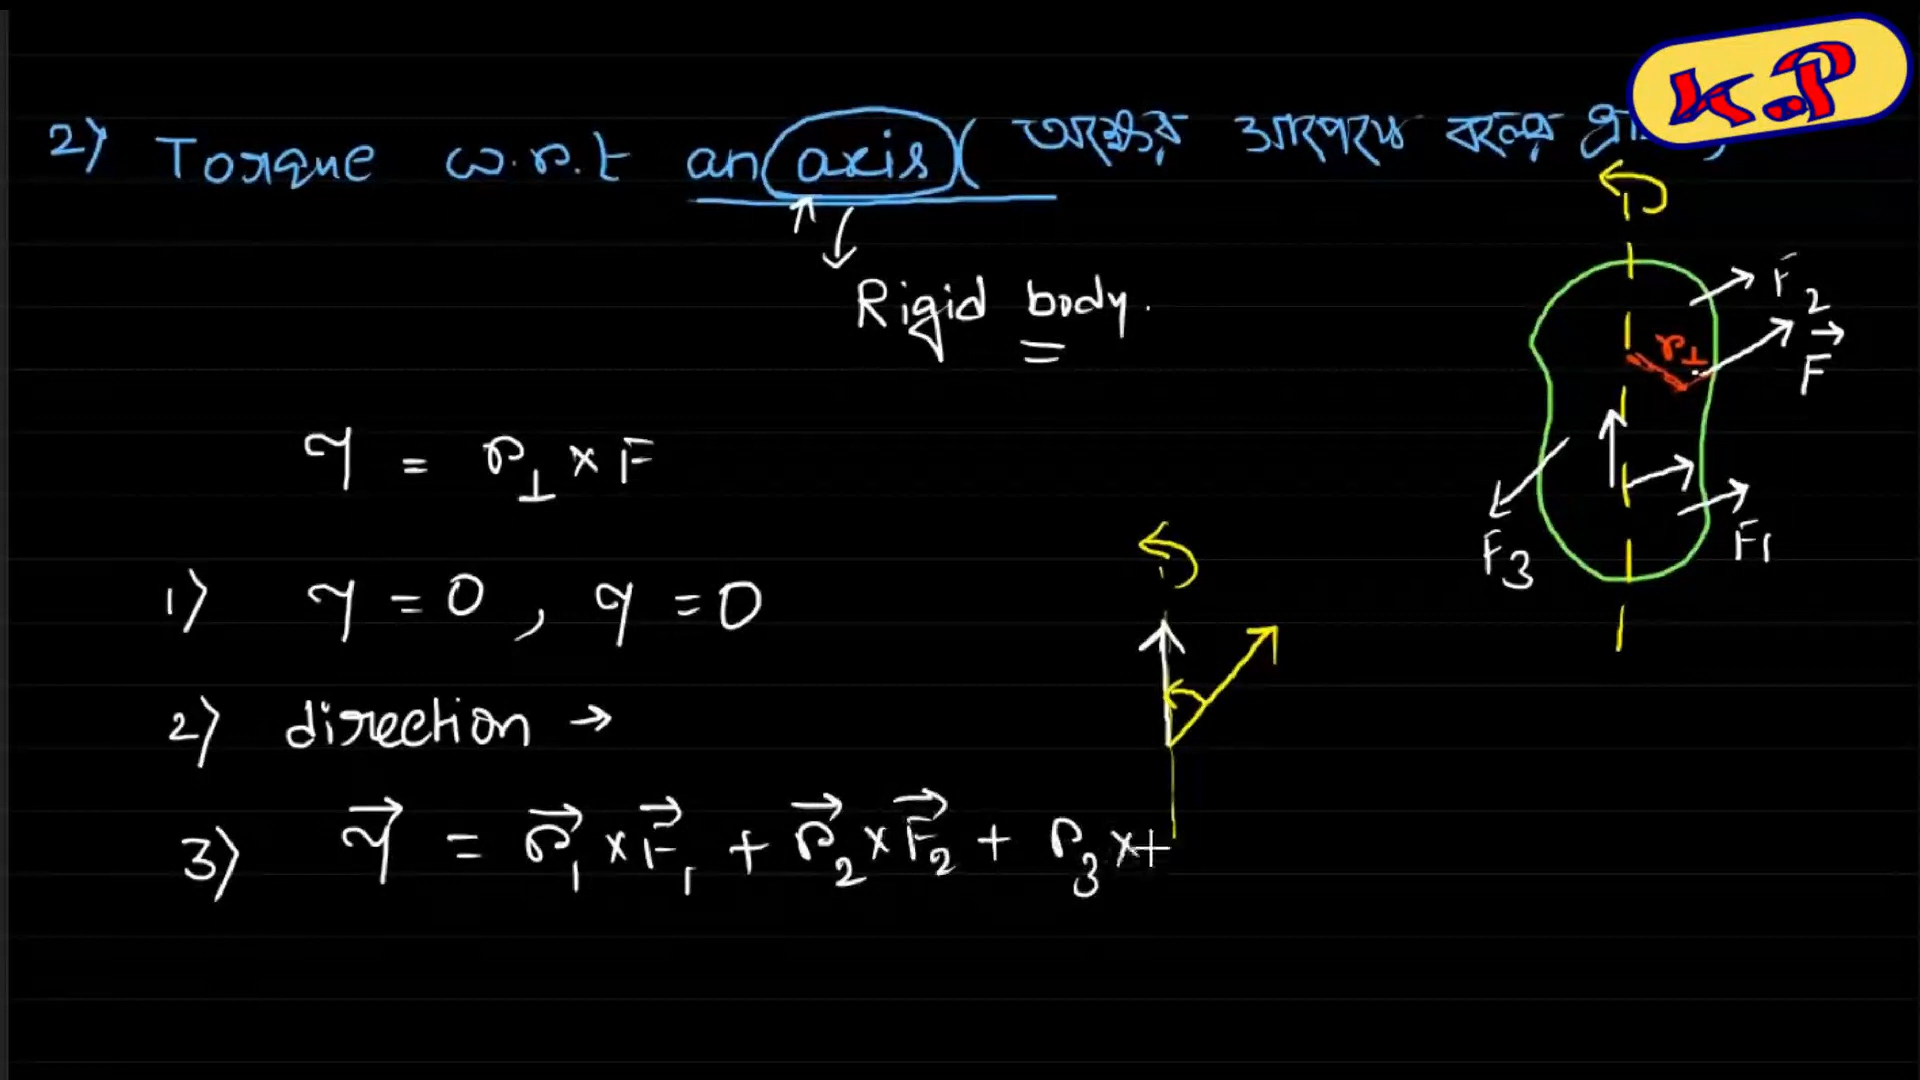 K.P
2) Torque w.r.t an axis ( অক্ষের সাপেক্ষে বলের
Rigid body.
τ = r⊥ × F
1) τ = 0 , τ = 0
2) direction →
3) τ⃗ = r⃗₁ × F⃗₁ + r⃗₂ × F⃗₂ + r₃ ×
F₂
r⊥
F⃗
F₃
F₁